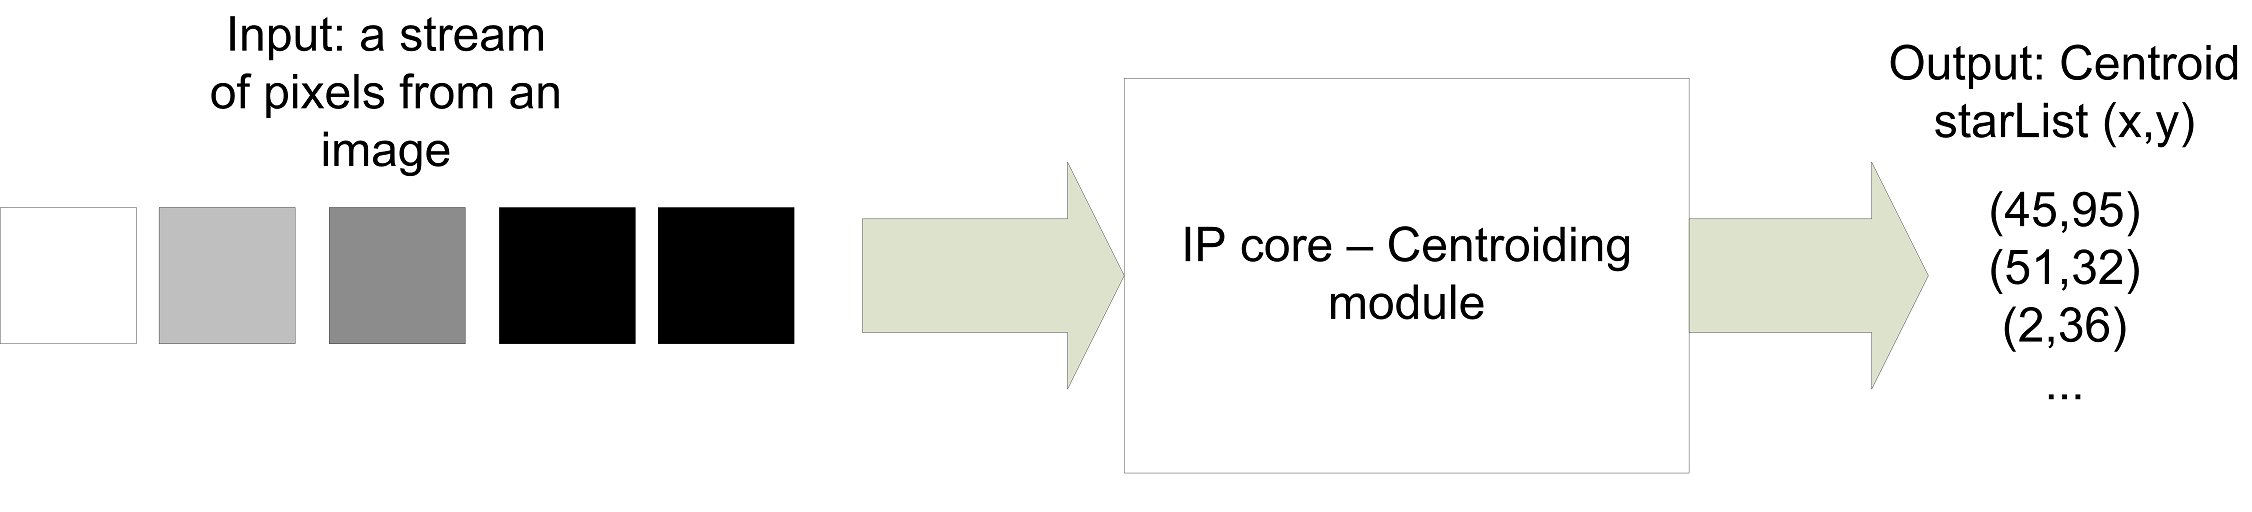 Input: a stream
of pixels from an
image
IP core – Centroiding
module
Output: Centroid
starList (x,y)
(45,95)
(51,32)
(2,36)
...